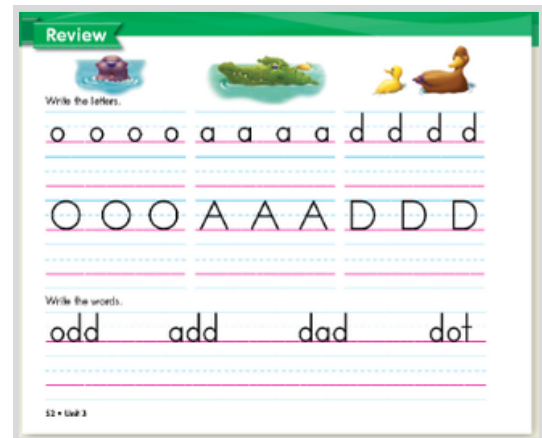 Review
Write the letters.
o o o o a a a a d d d d
O O O A A A D D D
Write the words.
odd add dad dot
52 • Unit 3